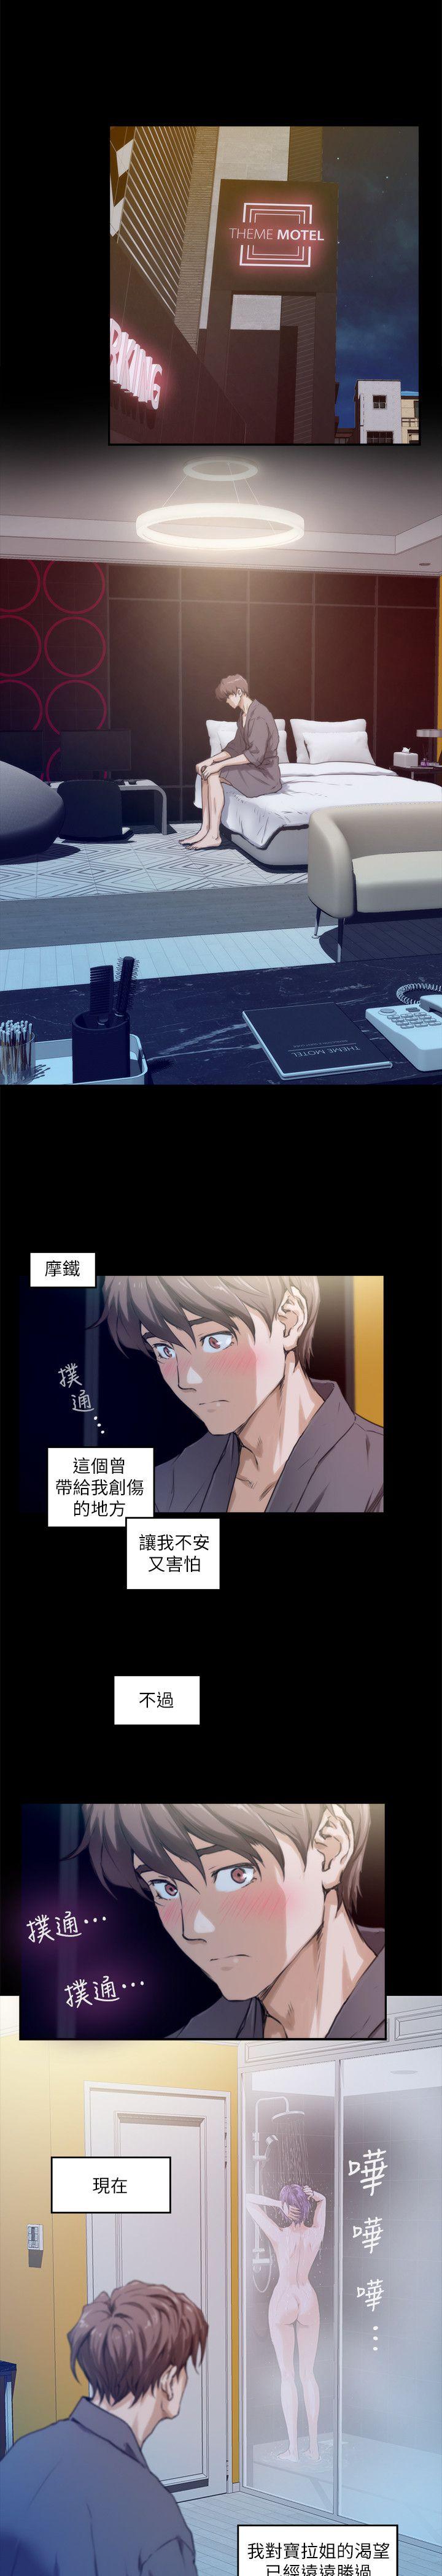 THEME MOTEL
PARKING
THEME MOTEL
摩鐵
撲
通…
這個曾
帶給我創傷
的地方
讓我不安
又害怕
不過
撲通…
撲通…
現在
嘩
嘩
嘩…
我對寶拉姐的渴望
已經遠遠勝過